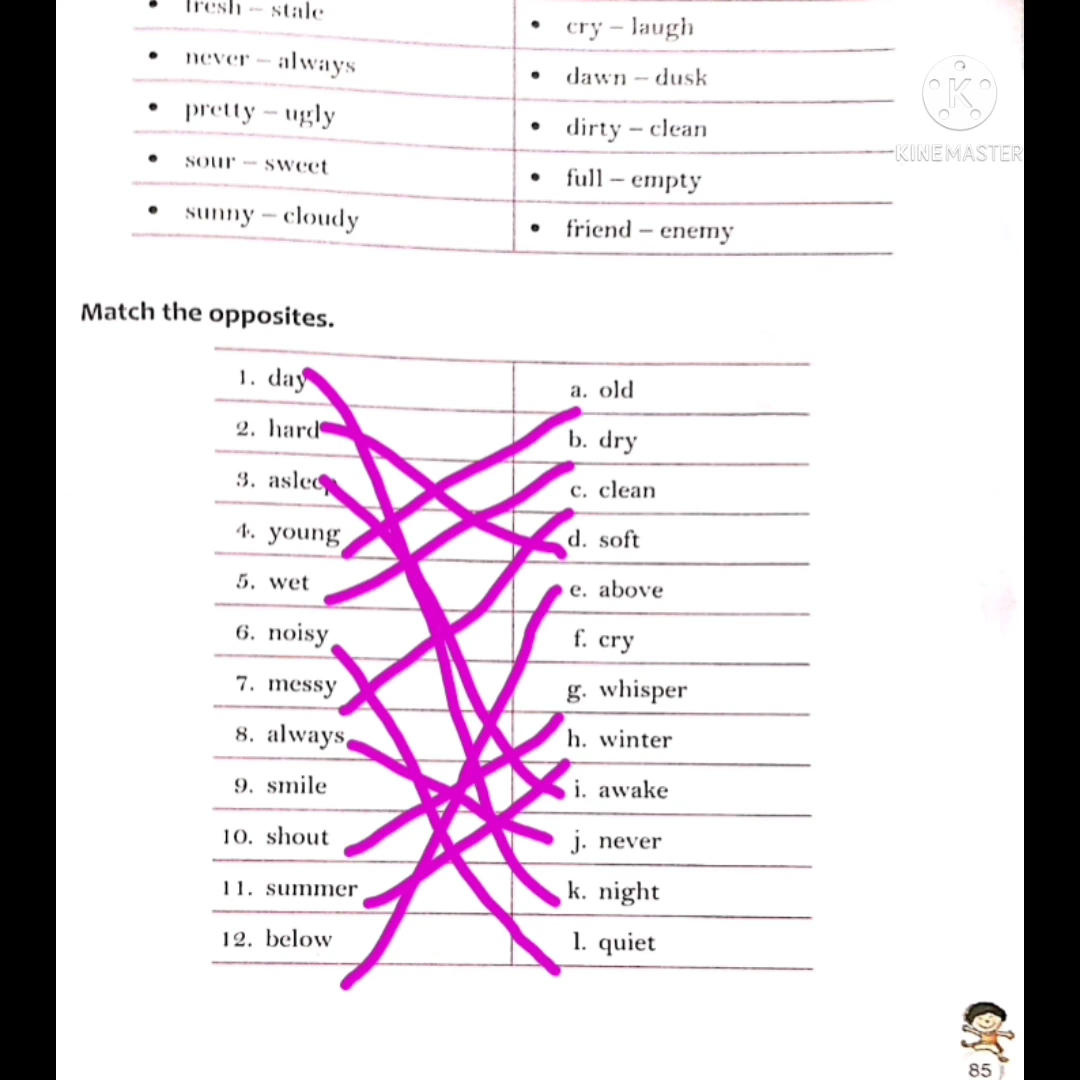 fresh – stale
cry – laugh
never – always
dawn – dusk
pretty – ugly
dirty – clean
sour – sweet
full – empty
sunny – cloudy
friend – enemy
KINEMASTER
Match the opposites.
1. day
a. old
2. hard
b. dry
3. asleep
c. clean
4. young
d. soft
5. wet
e. above
6. noisy
f. cry
7. messy
g. whisper
8. always
h. winter
9. smile
i. awake
10. shout
j. never
11. summer
k. night
12. below
l. quiet
85